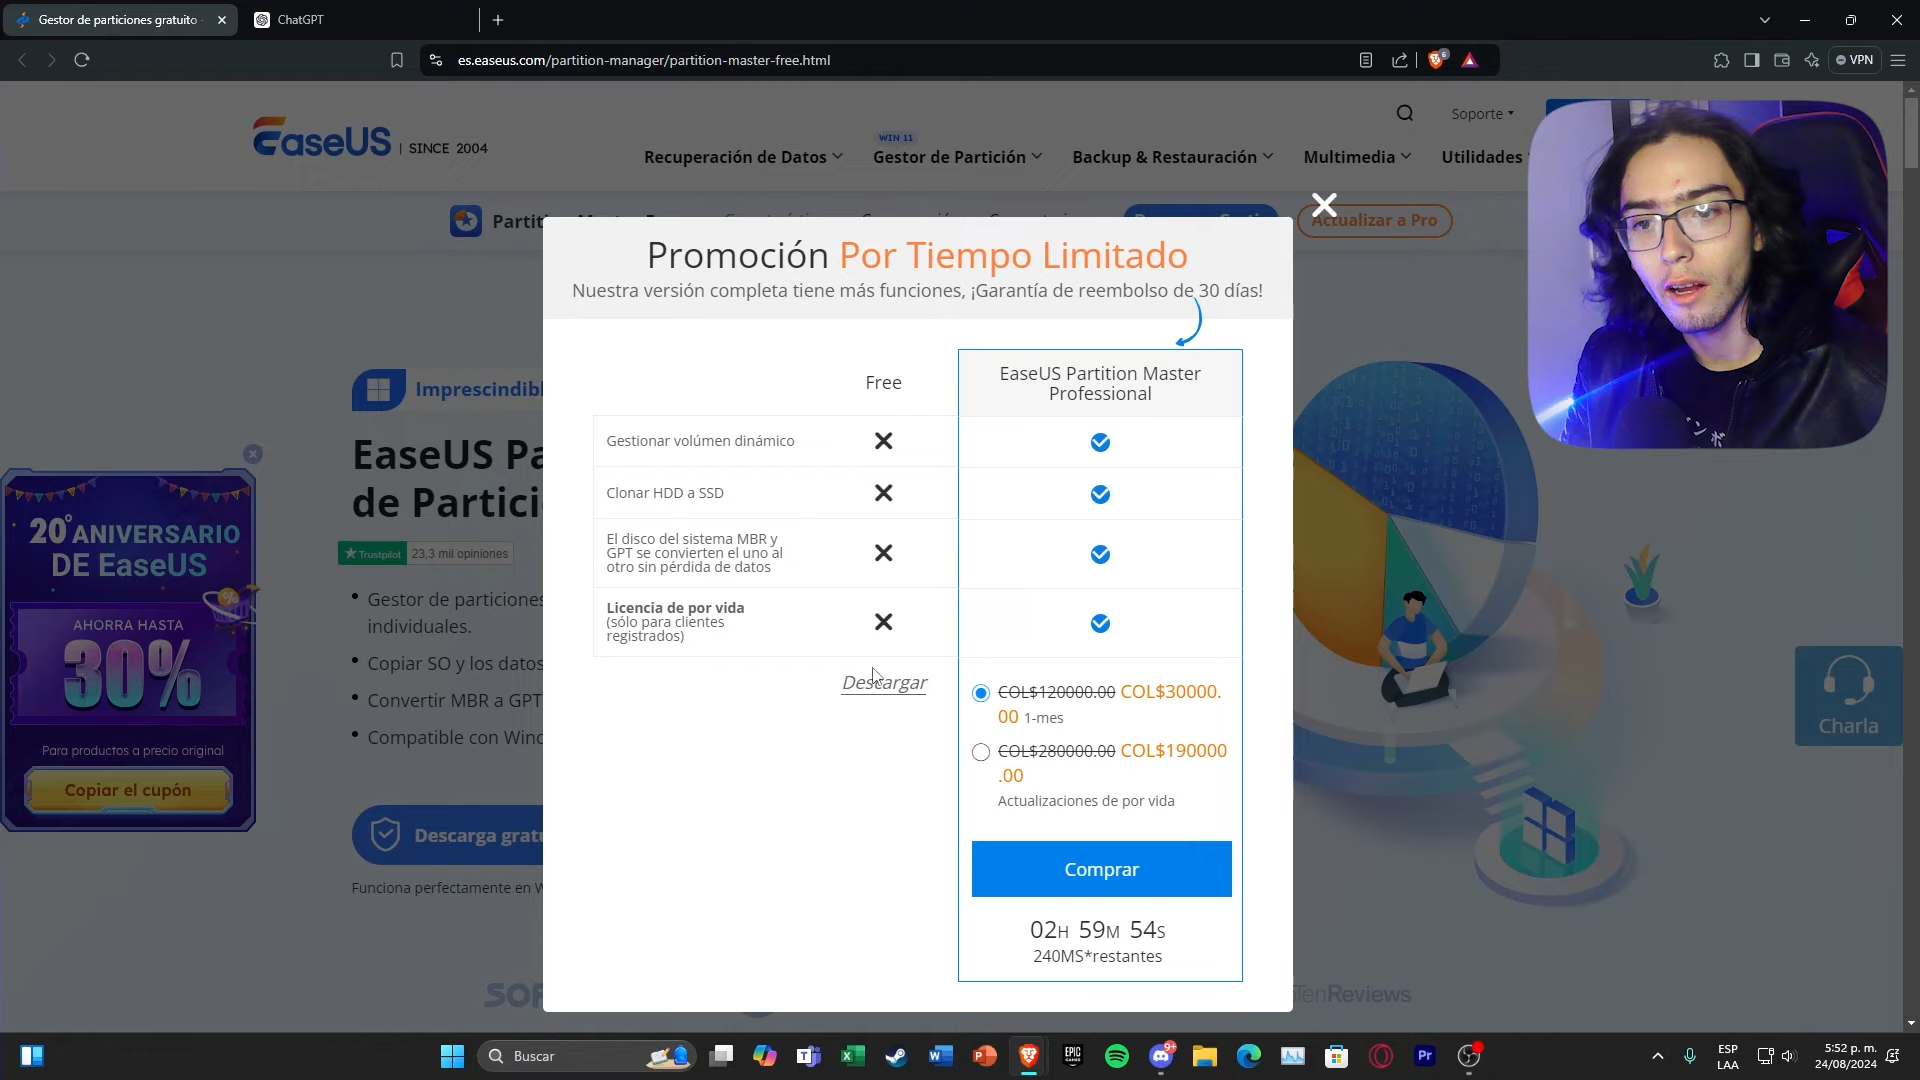 Gestor de particiones gratuito
ChatGPT
es.easeus.com/partition-manager/partition-master-free.html
VPN
EaseUS | SINCE 2004
Soporte
WIN 11
Recuperación de Datos
Gestor de Partición
Backup & Restauración
Multimedia
Utilidades
Actualizar a Pro
Promoción Por Tiempo Limitado
Nuestra versión completa tiene más funciones, ¡Garantía de reembolso de 30 días!
Free
EaseUS Partition Master
Professional
Gestionar volúmen dinámico
Clonar HDD a SSD
El disco del sistema MBR y
GPT se convierten el uno al
otro sin pérdida de datos
Licencia de por vida
(sólo para clientes
registrados)
Descargar
COL$120000.00 COL$30000.
00 1-mes
COL$280000.00 COL$190000
.00
Actualizaciones de por vida
Comprar
02H 59M 54S
240MS*restantes
EaseUS
de
Gestor de particiones
individuales.
Copiar SO y los datos
Convertir MBR a GPT
Compatible con
Descarga
Funciona perfectamente en
Trustpilot 23,3 mil opiniones
20° ANIVERSARIO
DE EaseUS
%
AHORRA HASTA
30%
Para productos a precio original
Copiar el cupón
Charla
TenReviews
Buscar
EPIC
GAMES
9+
Pr
ESP
LAA
5:52 p. m.
24/08/2024